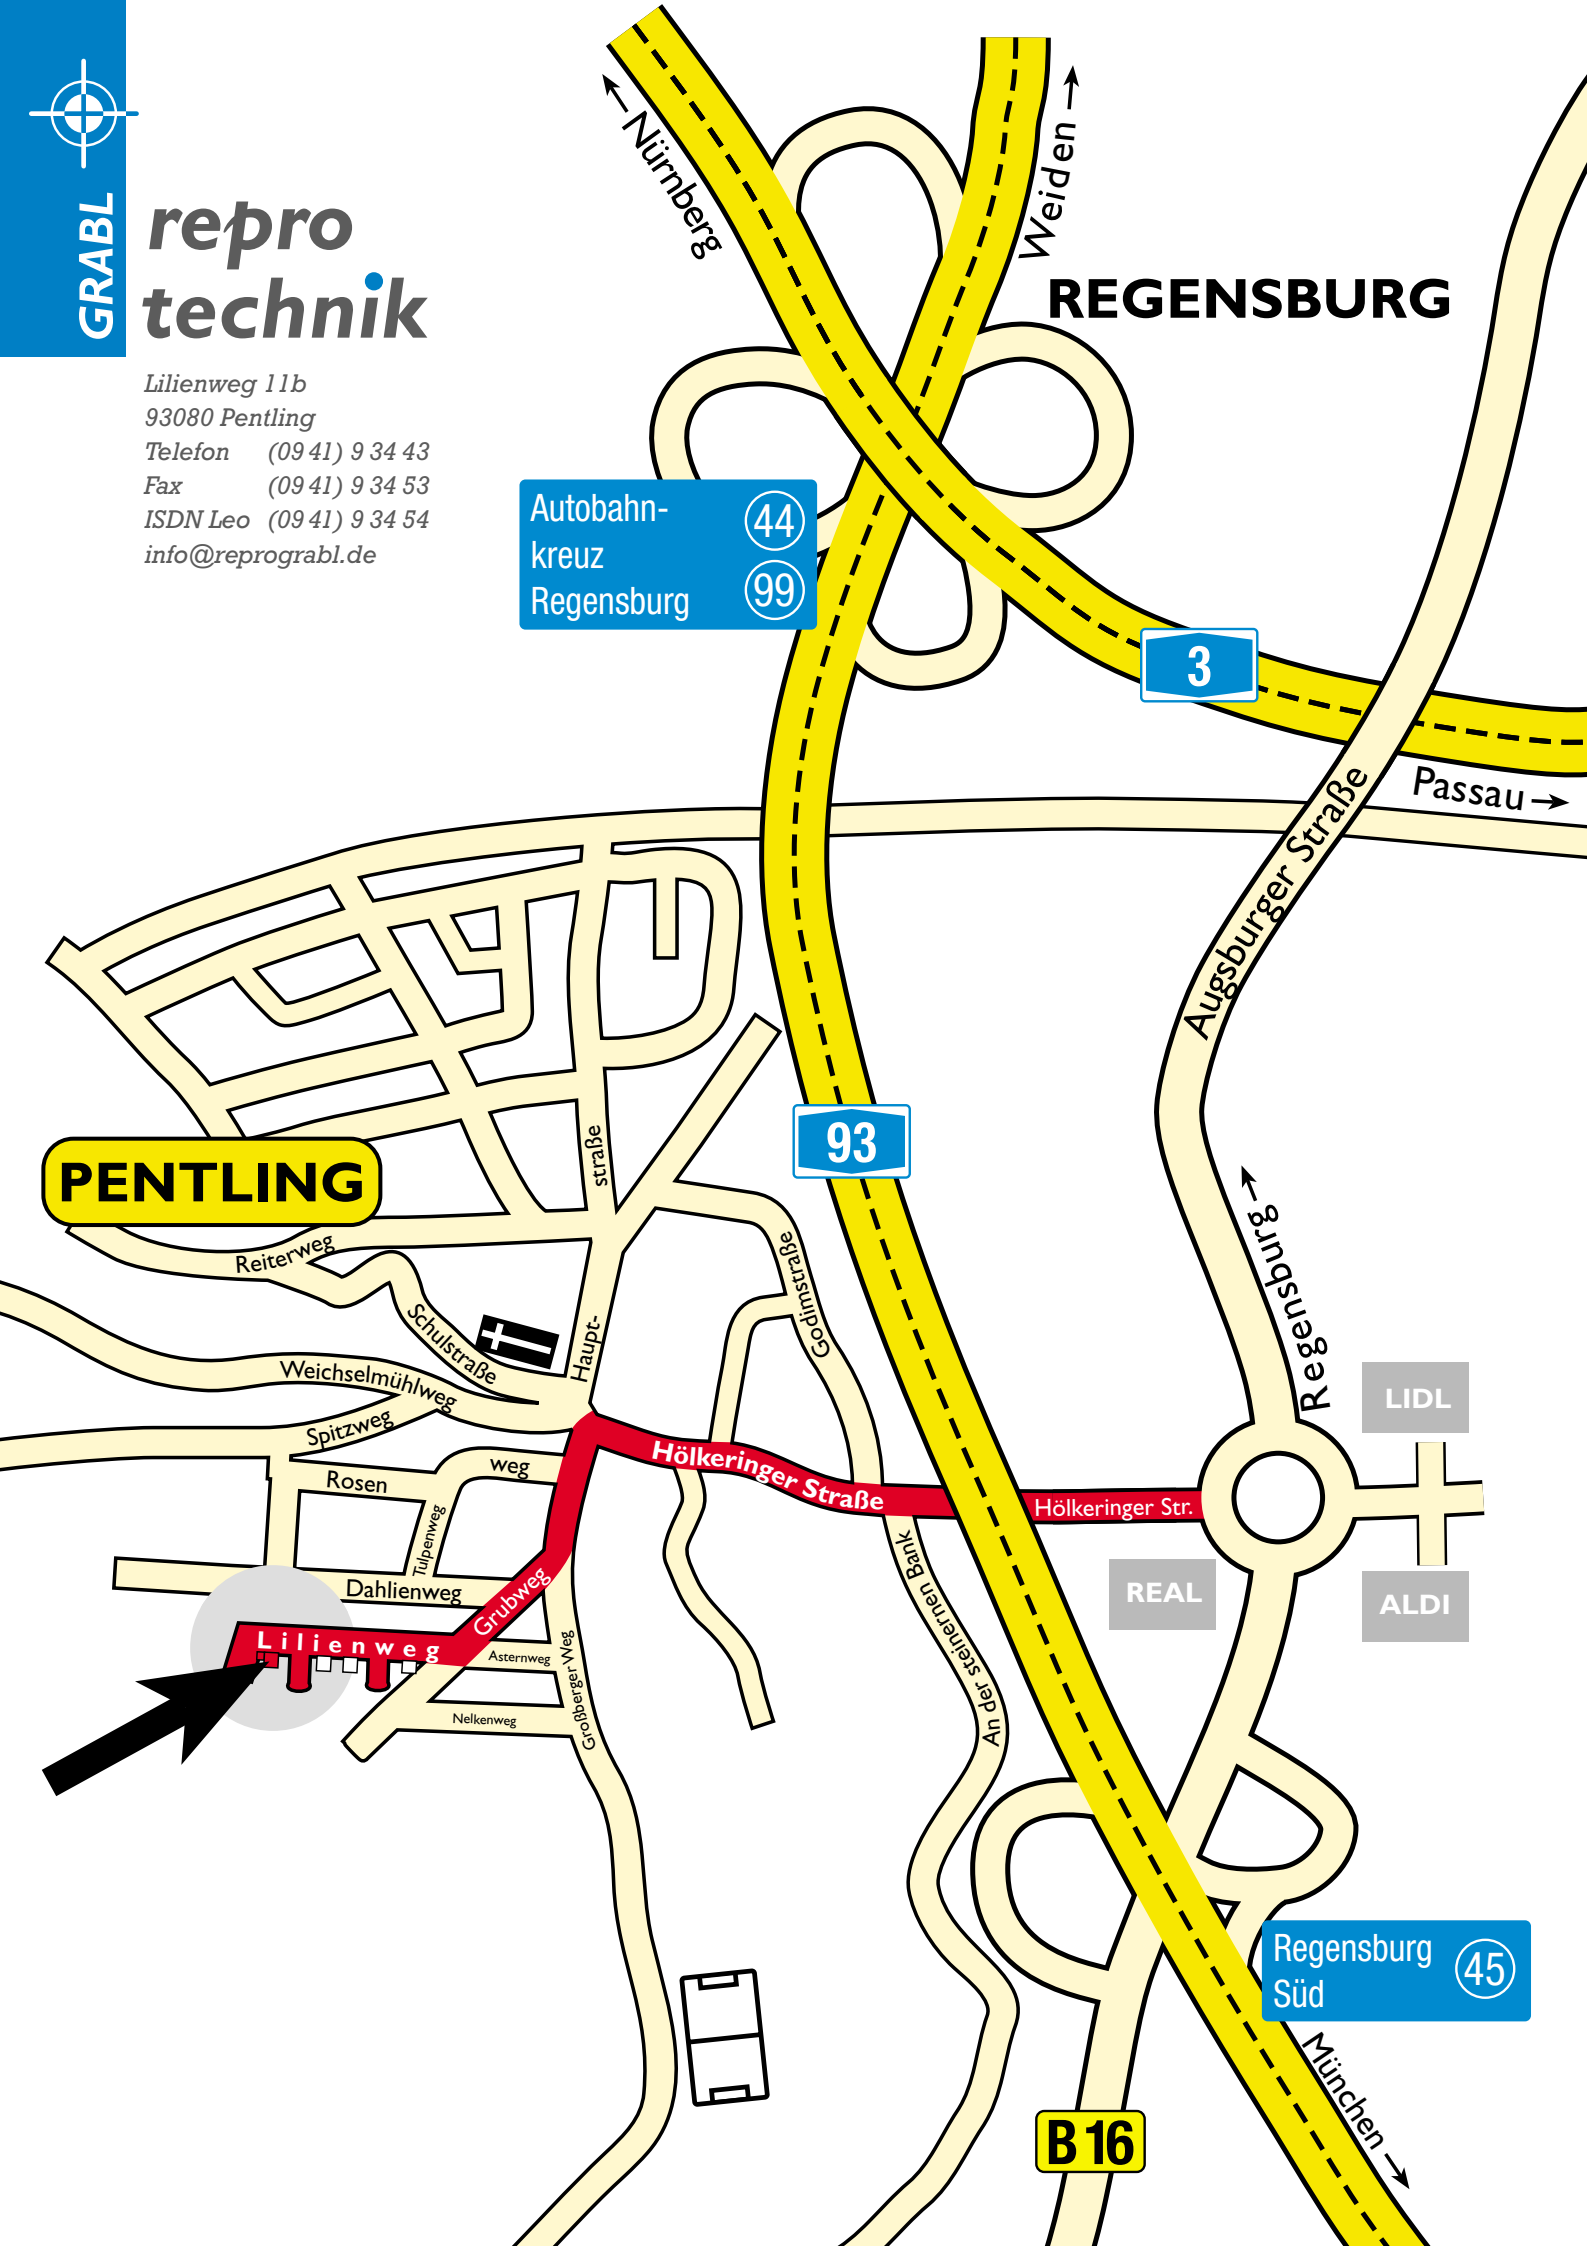 GRABL
repro
technik
Lilienweg 11b
93080 Pentling
Telefon (09 41) 9 34 43
Fax (09 41) 9 34 53
ISDN Leo (09 41) 9 34 54
info@reprograbl.de
Nürnberg
Weiden
REGENSBURG
Autobahn-
kreuz
Regensburg
44
99
3
Passau
Augsburger Straße
93
PENTLING
straße
Haupt-
Reiterweg
Schulstraße
Godimstraße
Regensburg
Weichselmühlweg
Spitzweg
LIDL
Rosen
weg
Tulpenweg
Hölkeringer Straße
Hölkeringer Str.
REAL
ALDI
Dahlienweg
Grubweg
Lilienweg
Asternweg
Nelkenweg
Großberger Weg
An der steinernen Bank
Regensburg
Süd
45
München
B 16